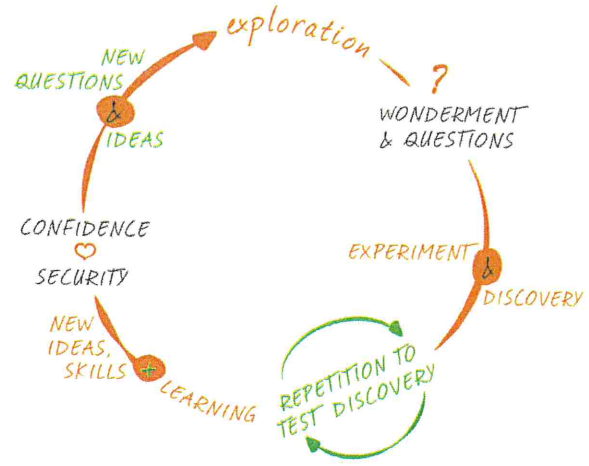 exploration
?
WONDERMENT
& QUESTIONS
EXPERIMENT
&
DISCOVERY
REPETITION TO
TEST DISCOVERY
LEARNING
+
NEW
IDEAS,
SKILLS
CONFIDENCE
SECURITY
NEW
QUESTIONS
&
IDEAS